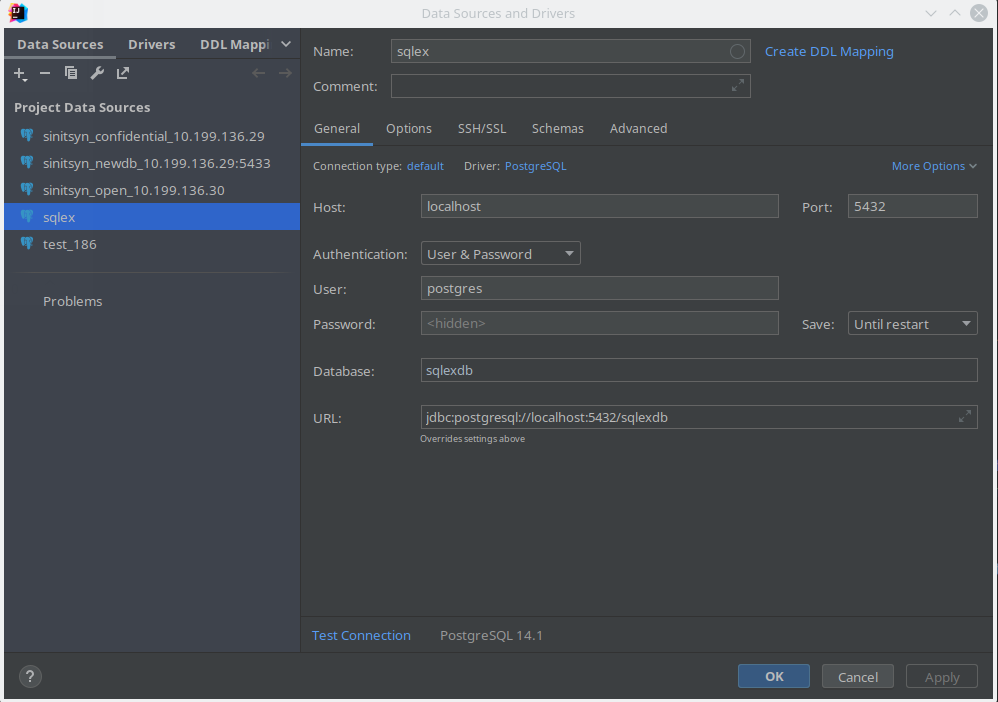 Data Sources and Drivers
Data Sources Drivers DDL Mappi
Project Data Sources
sinitsyn_confidential_10.199.136.29
sinitsyn_newdb_10.199.136.29:5433
sinitsyn_open_10.199.136.30
sqlex
test_186
Problems
Name: sqlex Create DDL Mapping
Comment:
General Options SSH/SSL Schemas Advanced
Connection type: default Driver: PostgreSQL More Options
Host: localhost Port: 5432
Authentication: User & Password
User: postgres
Password: <hidden> Save: Until restart
Database: sqlexdb
URL: jdbc:postgresql://localhost:5432/sqlexdb
Overrides settings above
Test Connection PostgreSQL 14.1
? OK Cancel Apply